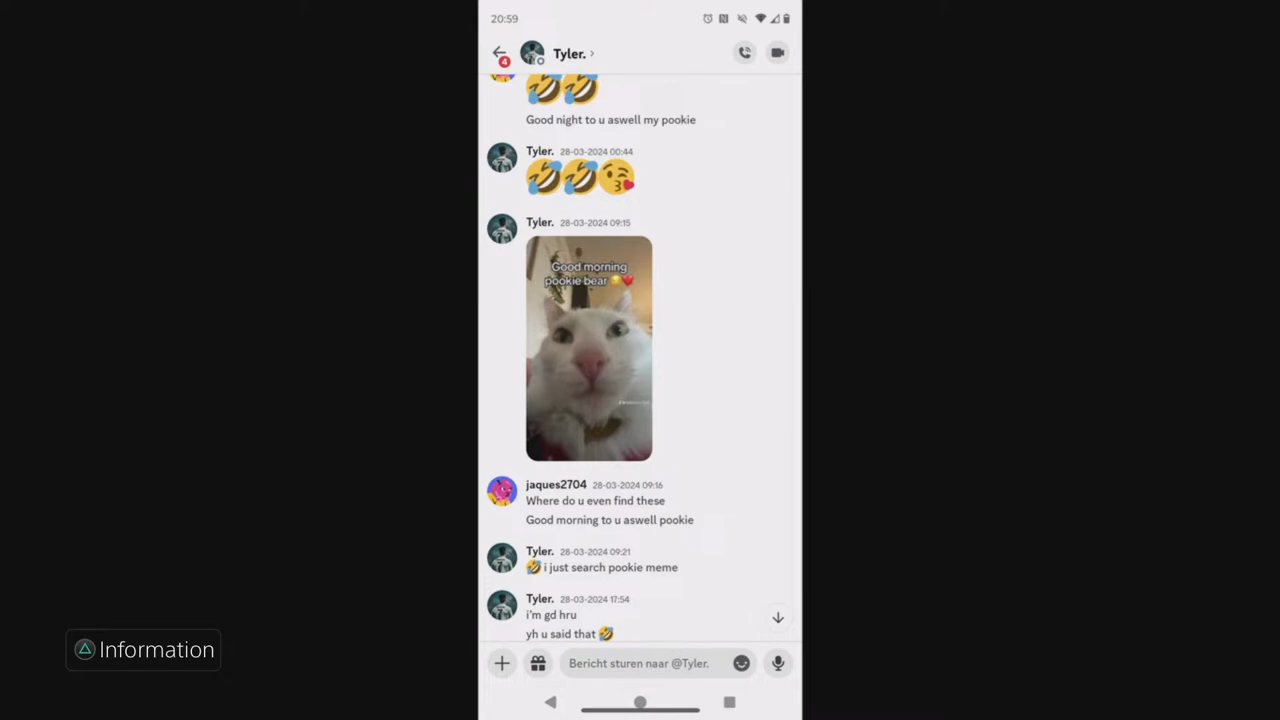 20:59
4
Tyler.
Good night to u aswell my pookie
Tyler. 28-03-2024 00:44
Tyler. 28-03-2024 09:15
Good morning
pookie bear
jaques2704 28-03-2024 09:16
Where do u even find these
Good morning to u aswell pookie
Tyler. 28-03-2024 09:21
🤣 i just search pookie meme
Tyler. 28-03-2024 17:54
i'm gd hru
yh u said that 🤣
Information
Bericht sturen naar @Tyler.